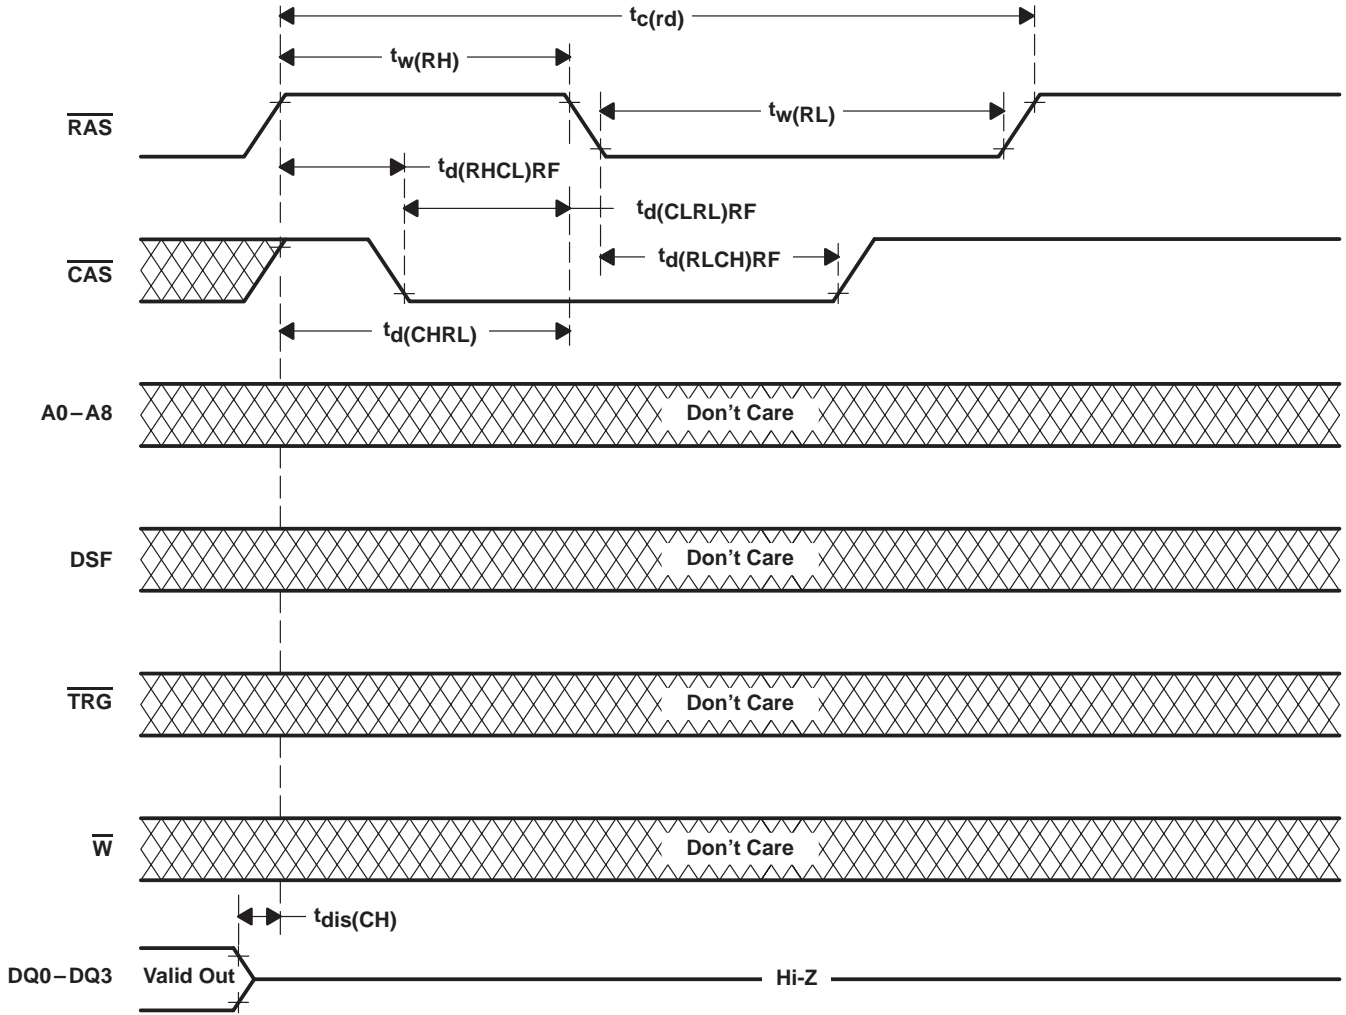 tc(rd)
tw(RH)
RAS
tw(RL)
td(RHCL)RF
td(CLRL)RF
CAS
td(RLCH)RF
td(CHRL)
A0–A8
Don’t Care
DSF
Don’t Care
TRG
Don’t Care
W
Don’t Care
tdis(CH)
DQ0–DQ3
Valid Out
Hi-Z